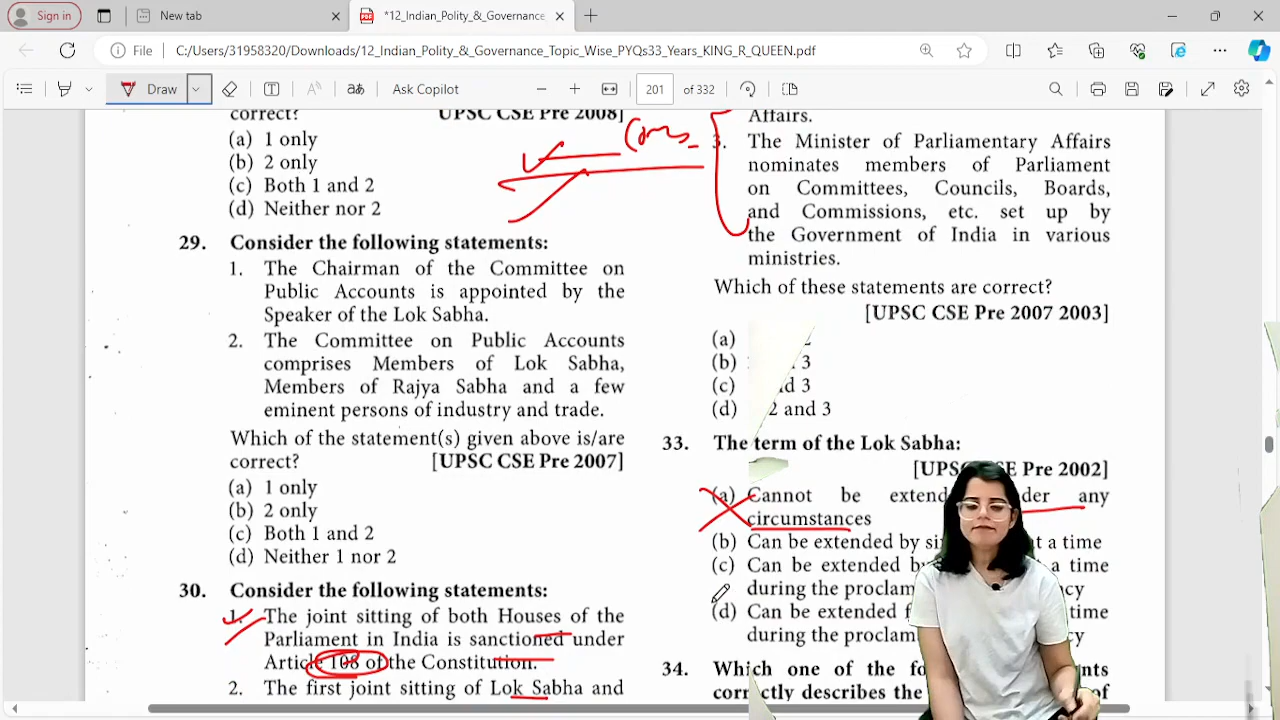 Sign in
New tab
*12_Indian_Polity_&_Governance
File
C:/Users/31958320/Downloads/12_Indian_Polity_&_Governance_Topic_Wise_PYQs33_Years_KING_R_QUEEN.pdf
Draw
Ask Copilot
201 of 332
correct? UPSC CSE Pre 2008]
(a) 1 only
(b) 2 only
(c) Both 1 and 2
(d) Neither nor 2
29. Consider the following statements:
1. The Chairman of the Committee on
Public Accounts is appointed by the
Speaker of the Lok Sabha.
2. The Committee on Public Accounts
comprises Members of Lok Sabha,
Members of Rajya Sabha and a few
eminent persons of industry and trade.
Which of the statement(s) given above is/are
correct? [UPSC CSE Pre 2007]
(a) 1 only
(b) 2 only
(c) Both 1 and 2
(d) Neither 1 nor 2
30. Consider the following statements:
1. The joint sitting of both Houses of the
Parliament in India is sanctioned under
Article 108 of the Constitution.
2. The first joint sitting of Lok Sabha and
Affairs.
3. The Minister of Parliamentary Affairs
nominates members of Parliament
on Committees, Councils, Boards,
and Commissions, etc. set up by
the Government of India in various
ministries.
Which of these statements are correct?
[UPSC CSE Pre 2007 2003]
(a)
(b) 3
(c) and 3
(d) 2 and 3
33. The term of the Lok Sabha:
Pre 2002]
(a) Cannot be any
circumstances
(b) Can be extended by at a time
(c) Can be extended a time
during the
(d) Can be extended time
during the
34. Which one of the
correctly describes the of